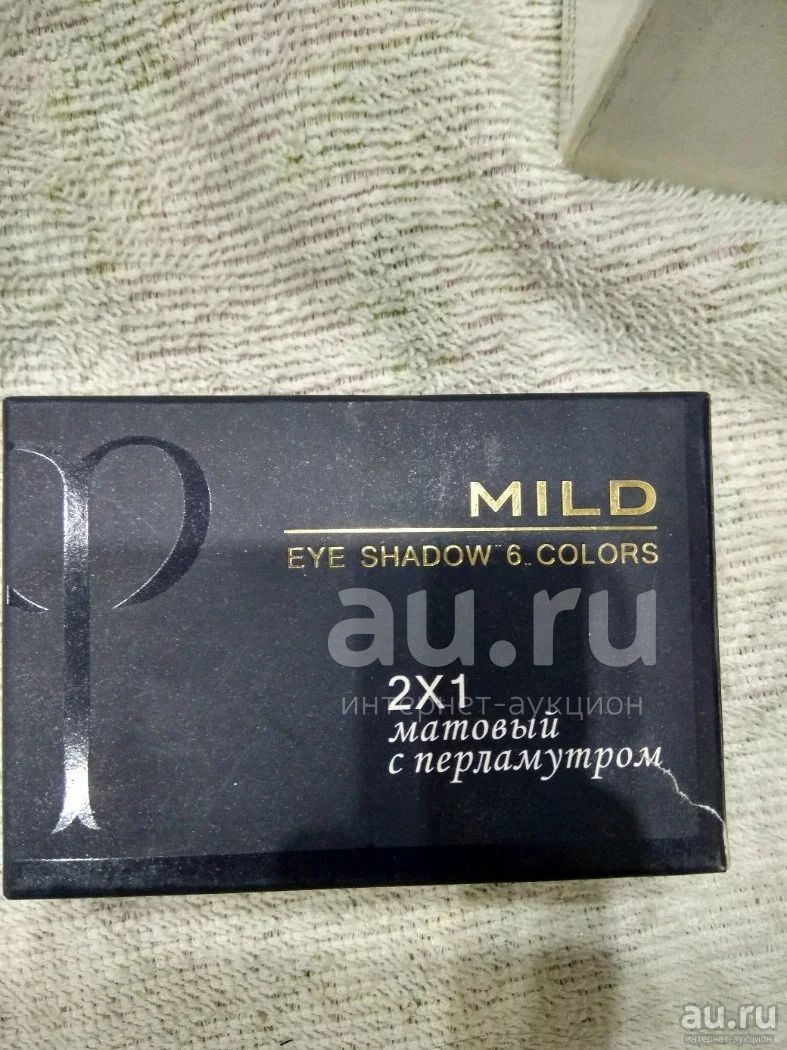 MILD
EYE SHADOW 6 COLORS
au.ru
2X1
интернет-аукцион
матовый
с перламутром
au.ru
интернет-аукцион